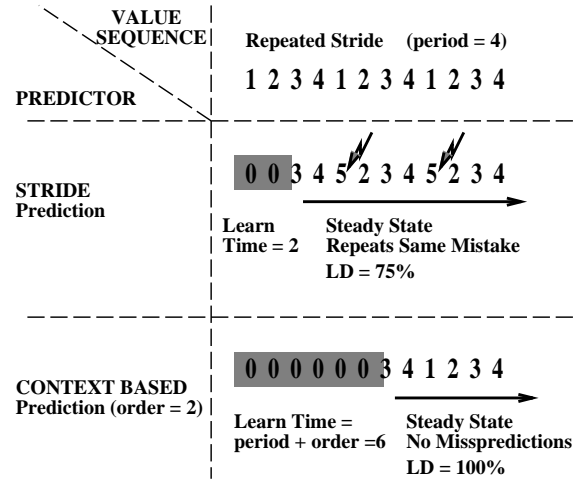 VALUE
SEQUENCE
Repeated Stride (period = 4)
1 2 3 4 1 2 3 4 1 2 3 4
PREDICTOR
0 0 3 4 5 2 3 4 5 2 3 4
STRIDE
Prediction
Learn
Time = 2
Steady State
Repeats Same Mistake
LD = 75%
0 0 0 0 0 0 3 4 1 2 3 4
CONTEXT BASED
Prediction (order = 2)
Learn Time =
period + order =6
Steady State
No Misspredictions
LD = 100%